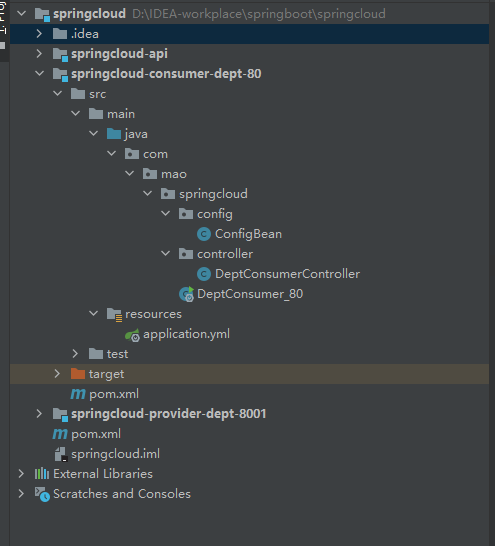 springcloud D:\IDEA-workplace\springboot\springcloud
.idea
springcloud-api
springcloud-consumer-dept-80
src
main
java
com
mao
springcloud
config
ConfigBean
controller
DeptConsumerController
DeptConsumer_80
resources
application.yml
test
target
pom.xml
springcloud-provider-dept-8001
pom.xml
springcloud.iml
External Libraries
Scratches and Consoles